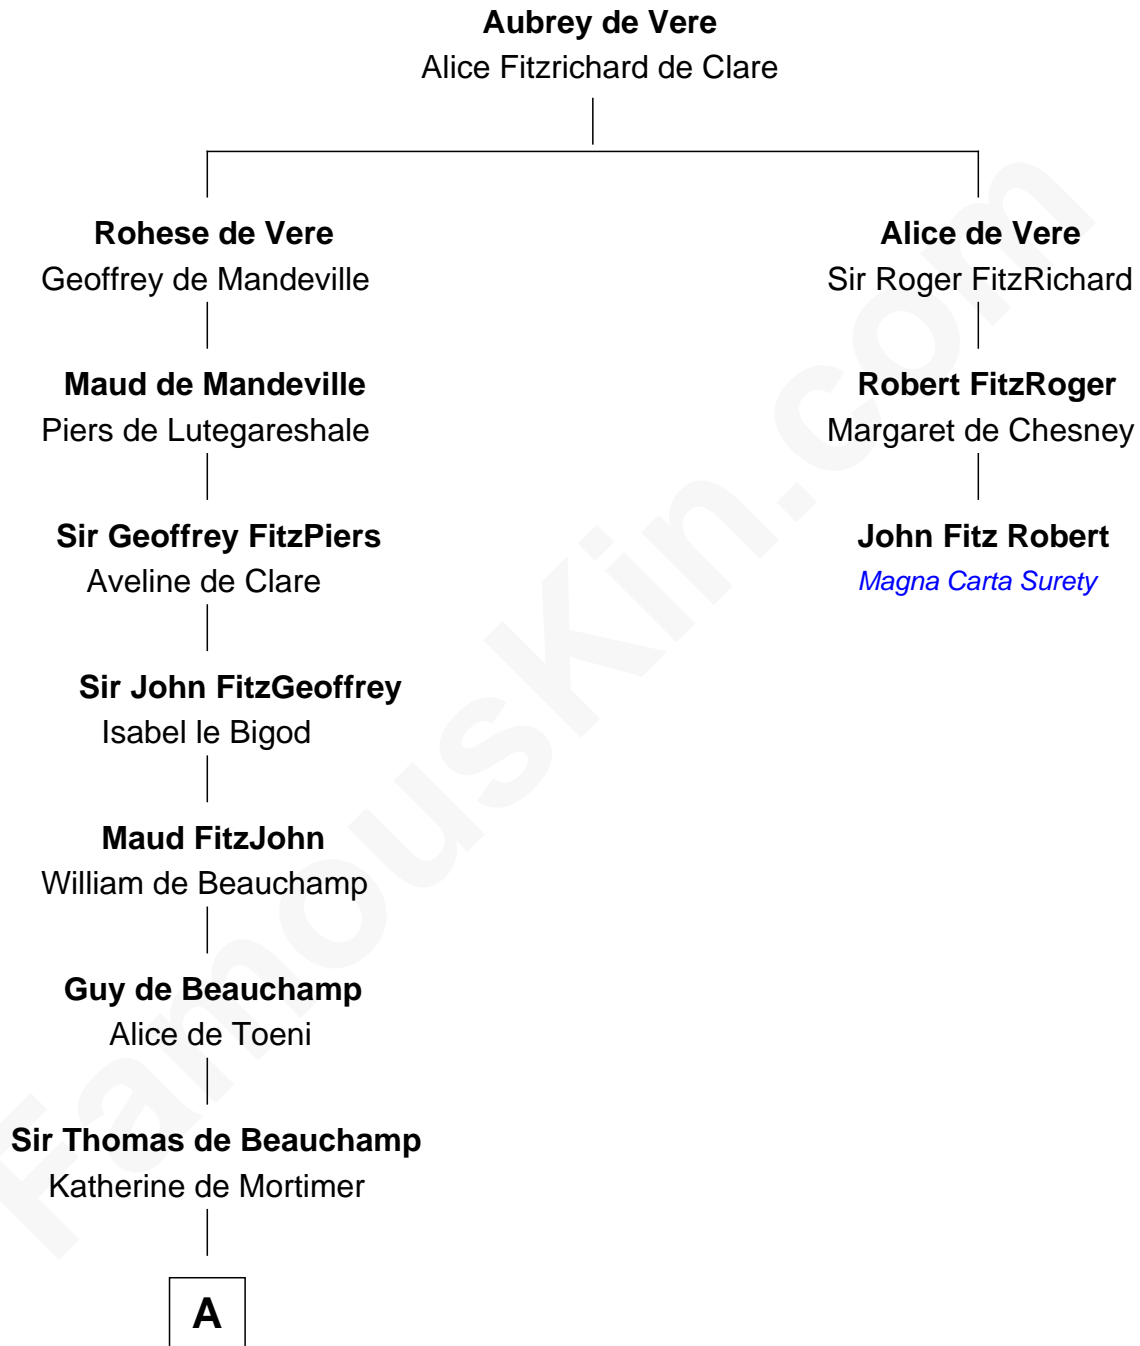 Aubrey de Vere
Alice Fitzrichard de Clare
Rohese de Vere
Geoffrey de Mandeville
Alice de Vere
Sir Roger FitzRichard
Maud de Mandeville
Piers de Lutegareshale
Robert FitzRoger
Margaret de Chesney
Sir Geoffrey FitzPiers
Aveline de Clare
John Fitz Robert
Magna Carta Surety
Sir John FitzGeoffrey
Isabel le Bigod
Maud FitzJohn
William de Beauchamp
Guy de Beauchamp
Alice de Toeni
Sir Thomas de Beauchamp
Katherine de Mortimer
A
FamousKin.com